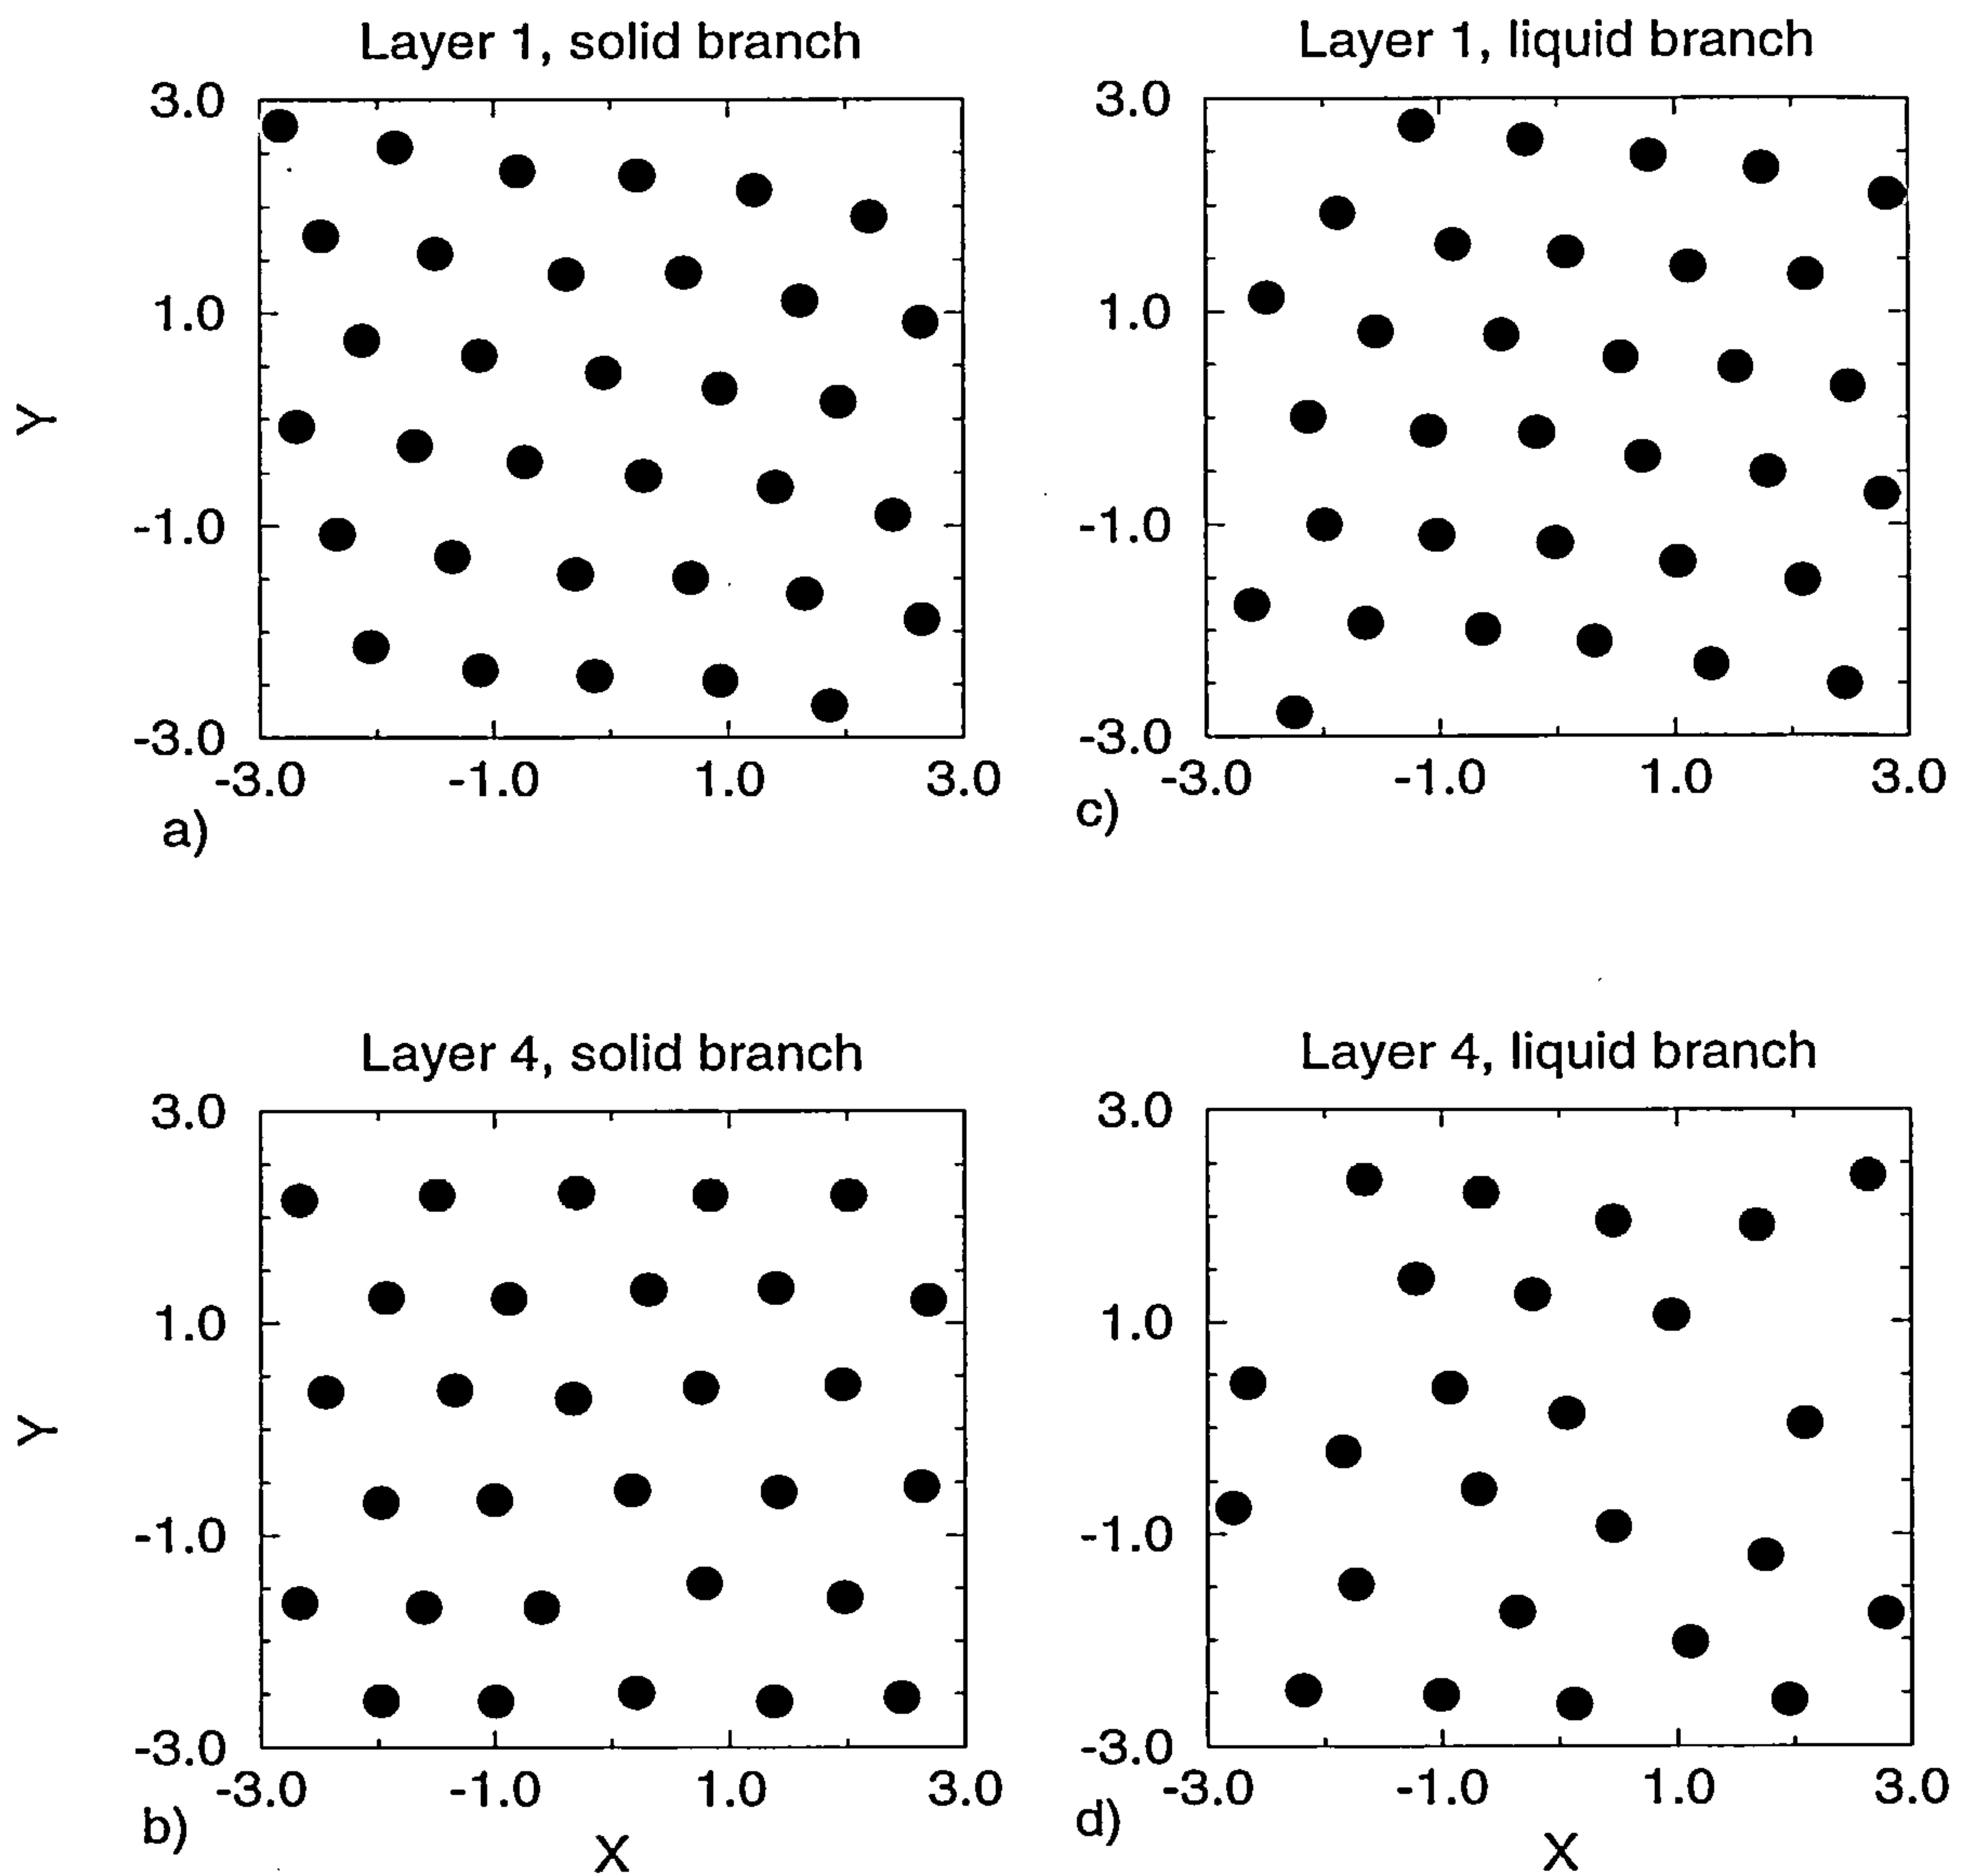 Layer 1, solid branch
3.0
1.0
-1.0
-3.0
Y
-3.0 -1.0 1.0 3.0
a)
Layer 1, liquid branch
3.0
1.0
-1.0
-3.0
-3.0 -1.0 1.0 3.0
c)
Layer 4, solid branch
3.0
1.0
-1.0
-3.0
Y
-3.0 -1.0 1.0 3.0
b)
X
Layer 4, liquid branch
3.0
1.0
-1.0
-3.0
-3.0 -1.0 1.0 3.0
d)
X